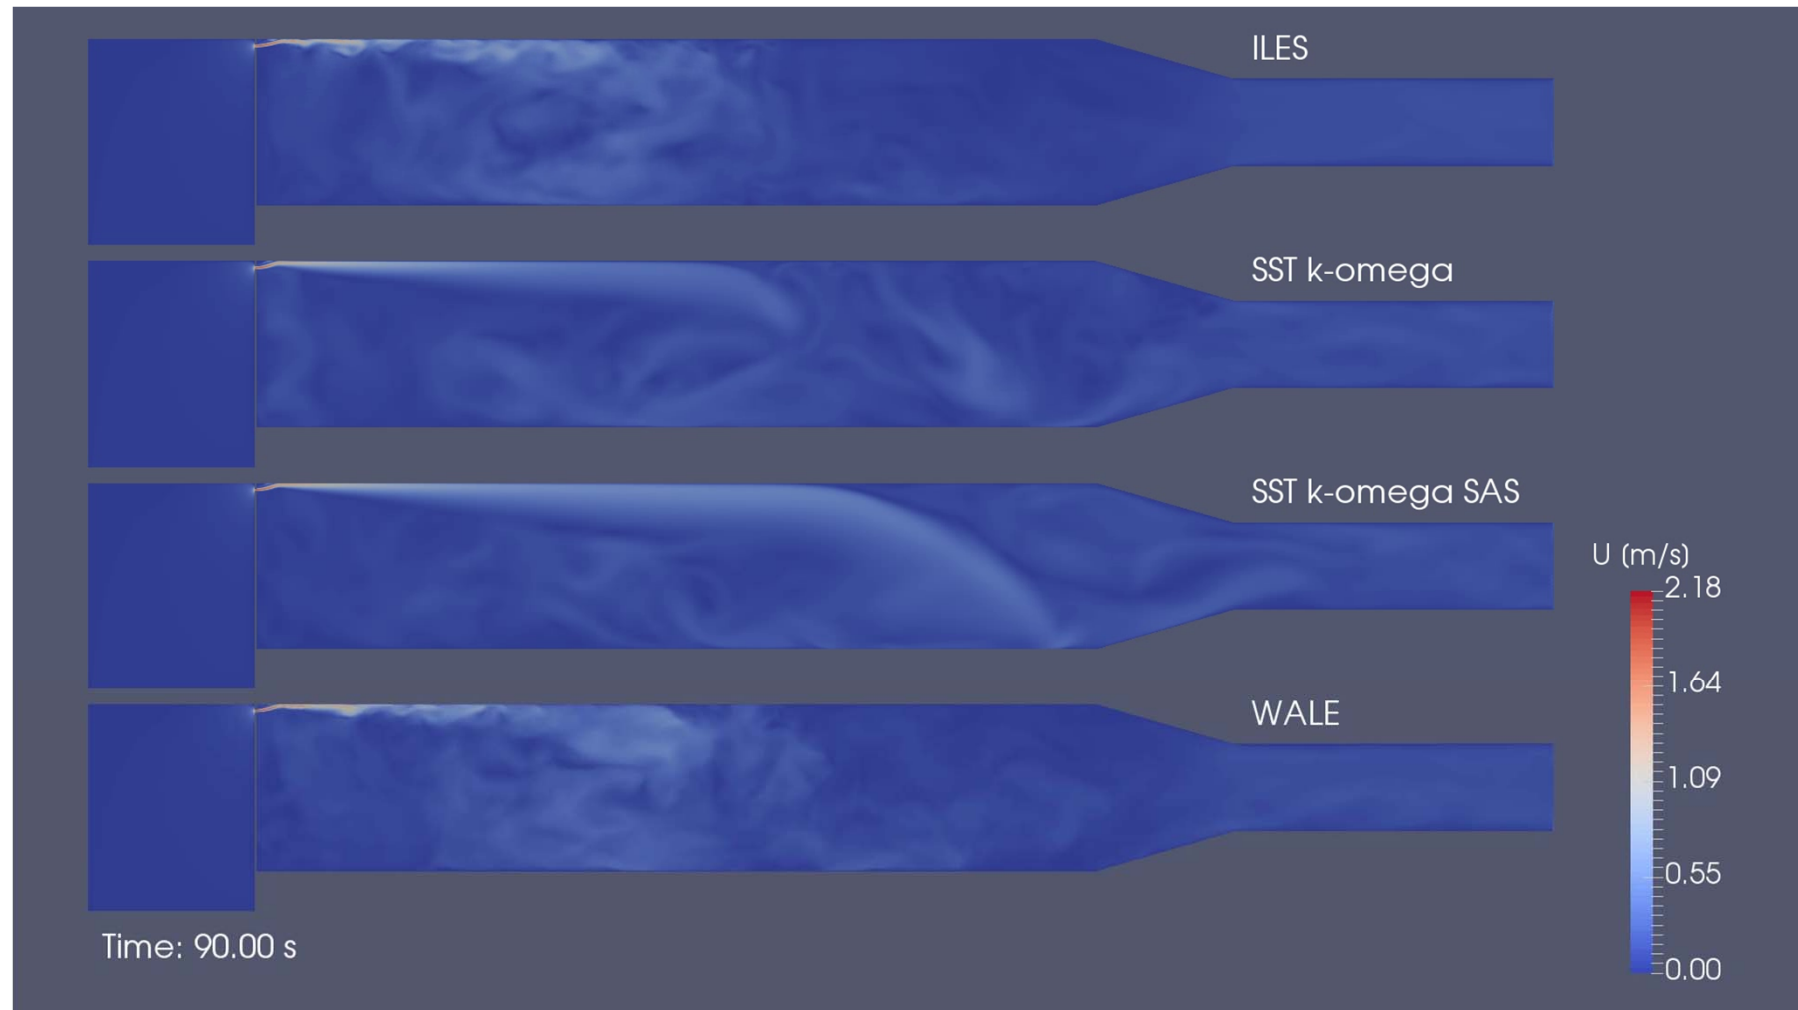 ILES
SST k-omega
SST k-omega SAS
U (m/s)
2.18
1.64
WALE
1.09
0.55
Time: 90.00 s
0.00